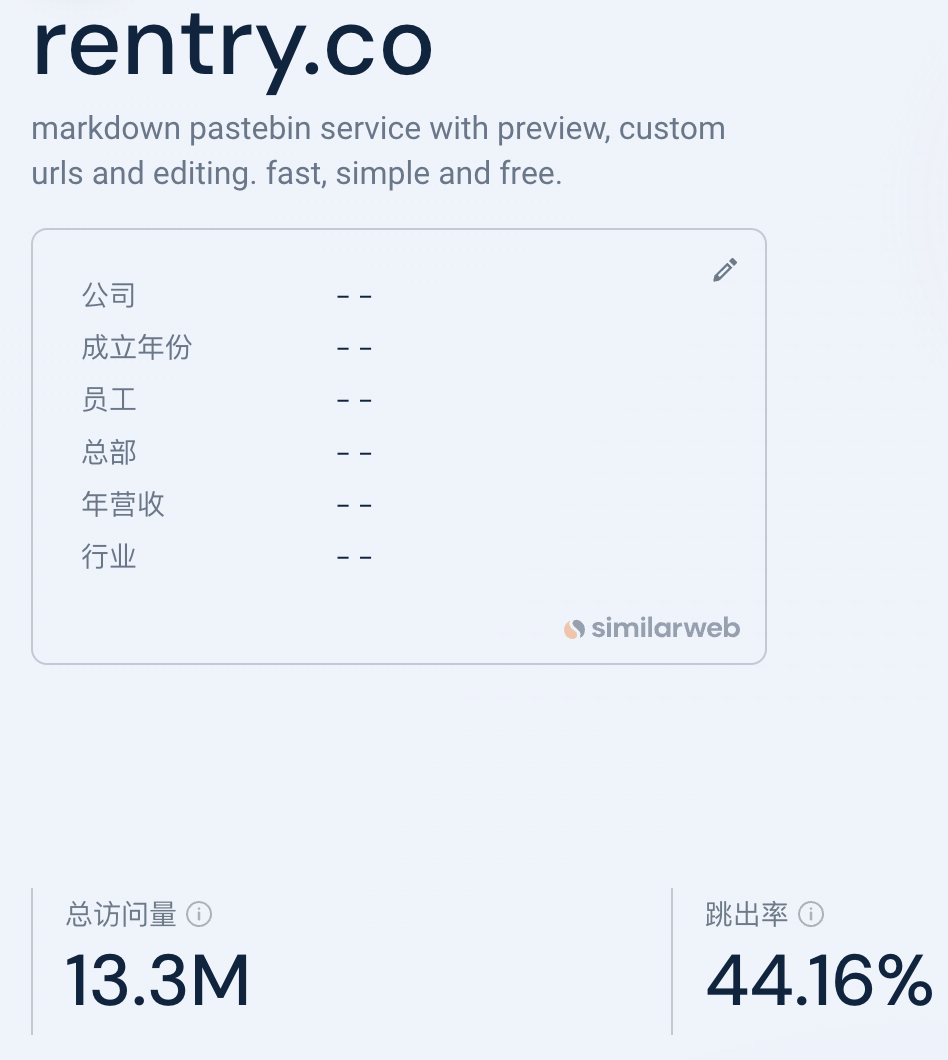 rentry.co
markdown pastebin service with preview, custom
urls and editing. fast, simple and free.
公司 - -
成立年份 - -
员工 - -
总部 - -
年营收 - -
行业 - -
similarweb
总访问量
13.3M
跳出率
44.16%